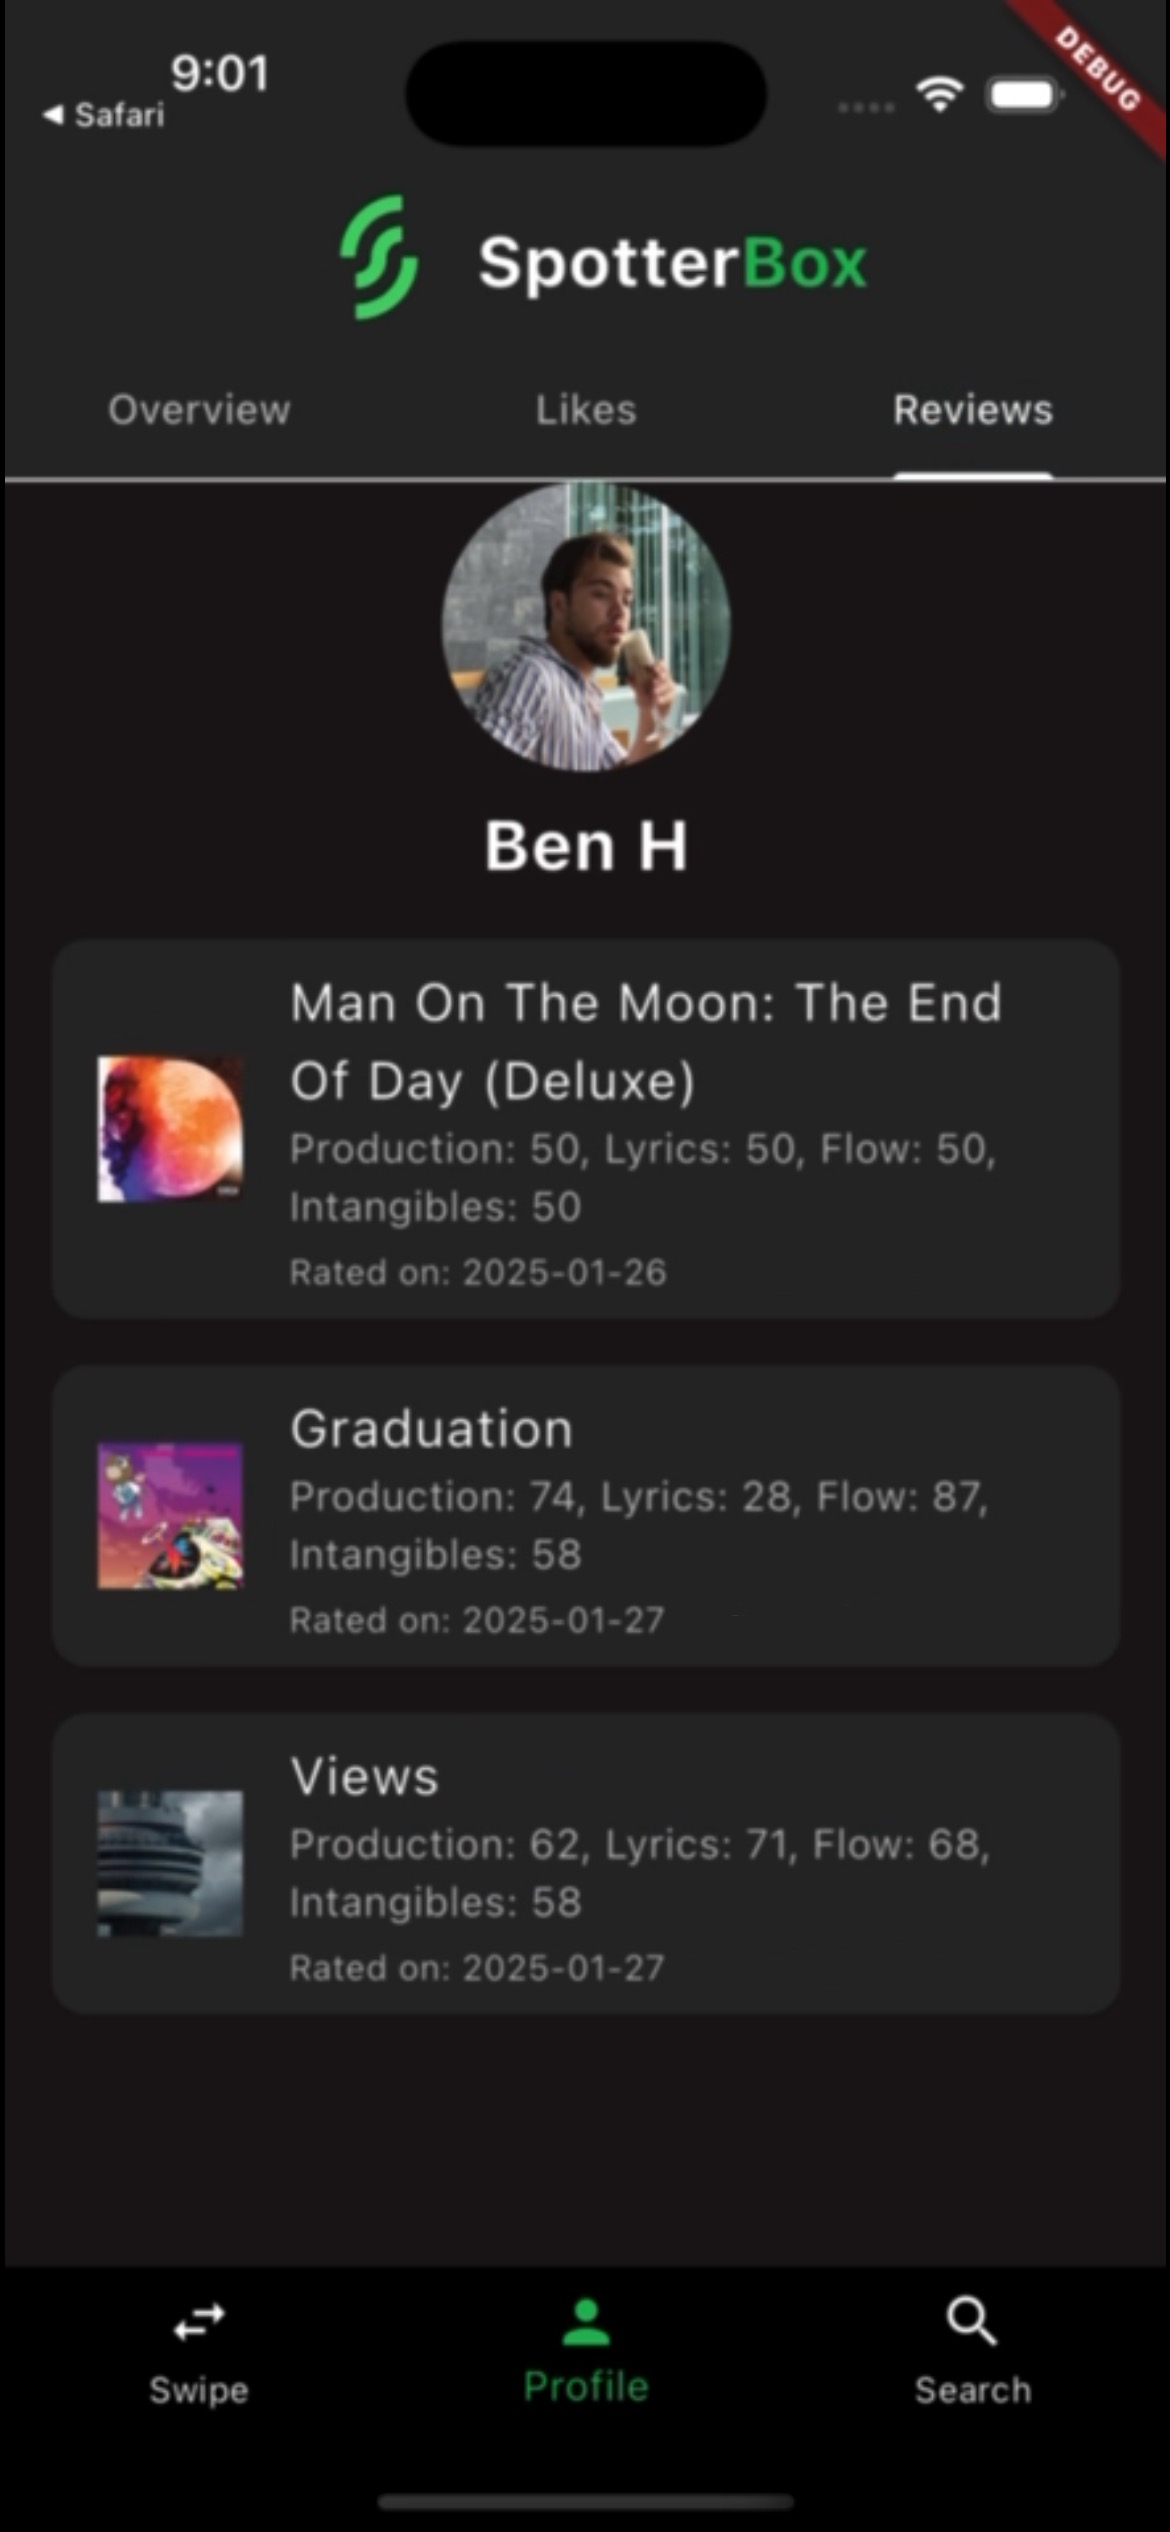 9:01
◀ Safari
DEBUG
SpotterBox
Overview
Likes
Reviews
Ben H
Man On The Moon: The End
Of Day (Deluxe)
Production: 50, Lyrics: 50, Flow: 50,
Intangibles: 50
Rated on: 2025-01-26
Graduation
Production: 74, Lyrics: 28, Flow: 87,
Intangibles: 58
Rated on: 2025-01-27
Views
Production: 62, Lyrics: 71, Flow: 68,
Intangibles: 58
Rated on: 2025-01-27
Swipe
Profile
Search